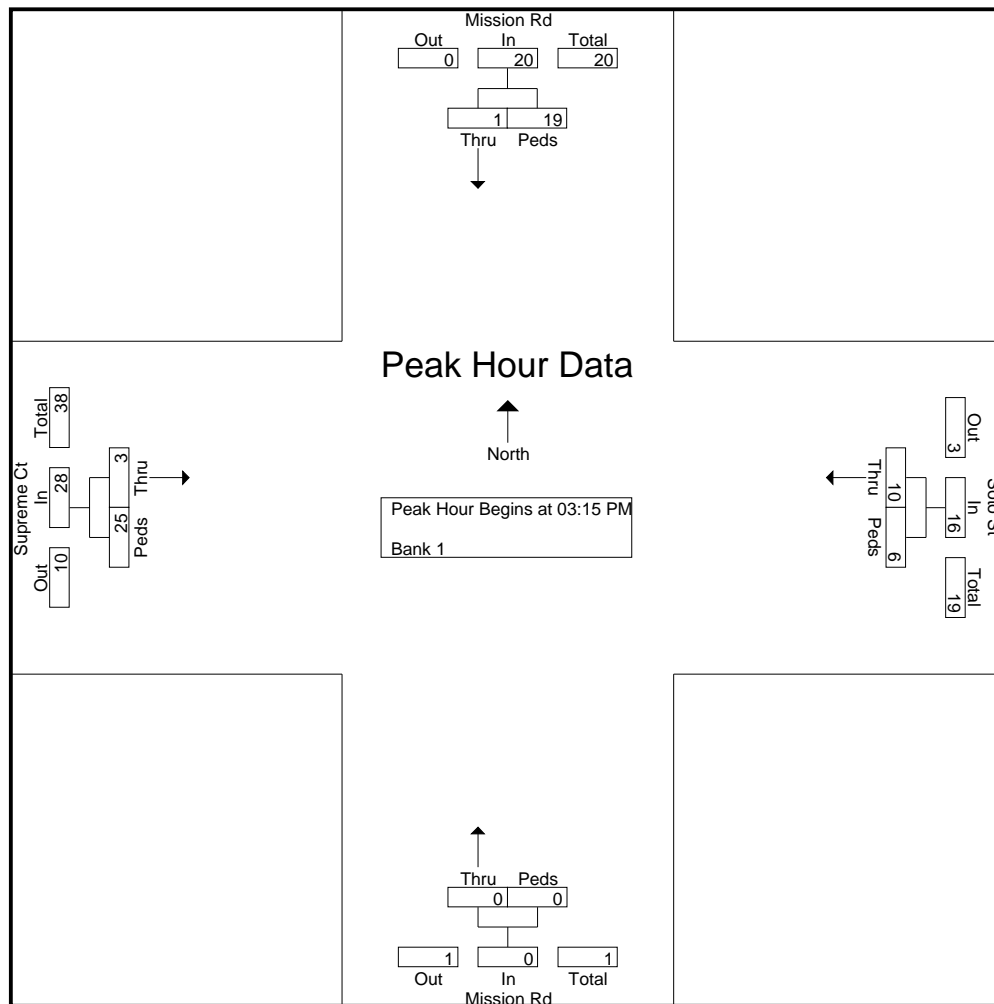 Mission Rd
Out In Total
0 20 20
1 19
Thru Peds
Peak Hour Data
North
Peak Hour Begins at 03:15 PM
Bank 1
Supreme Ct
Total In Out
38 28 10
3 25
Thru Peds
Out In Total
3 16 19
10 6
Thru Peds
St
Thru Peds
0 0
1 0 1
Out In Total
Mission Rd